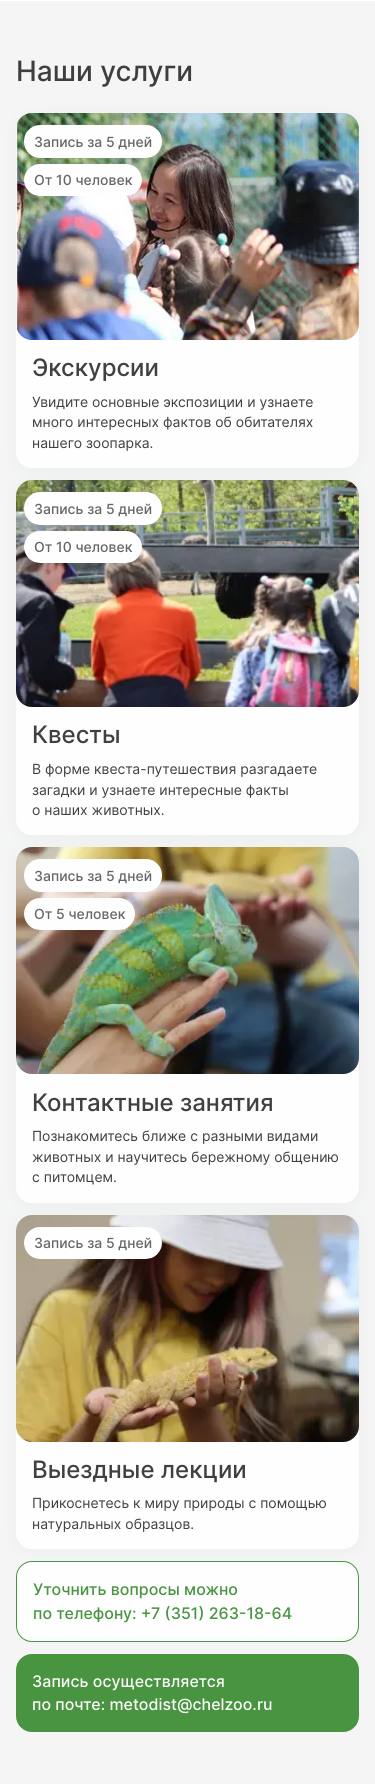 Наши услуги
Запись за 5 дней
От 10 человек
Экскурсии
Увидите основные экспозиции и узнаете
много интересных фактов об обитателях
нашего зоопарка.
Запись за 5 дней
От 10 человек
Квесты
В форме квеста-путешествия разгадаете
загадки и узнаете интересные факты
о наших животных.
Запись за 5 дней
От 5 человек
Контактные занятия
Познакомитесь ближе с разными видами
животных и научитесь бережному общению
с питомцем.
Запись за 5 дней
Выездные лекции
Прикоснетесь к миру природы с помощью
натуральных образцов.
Уточнить вопросы можно
по телефону: +7 (351) 263-18-64
Запись осуществляется
по почте: metodist@chelzoo.ru